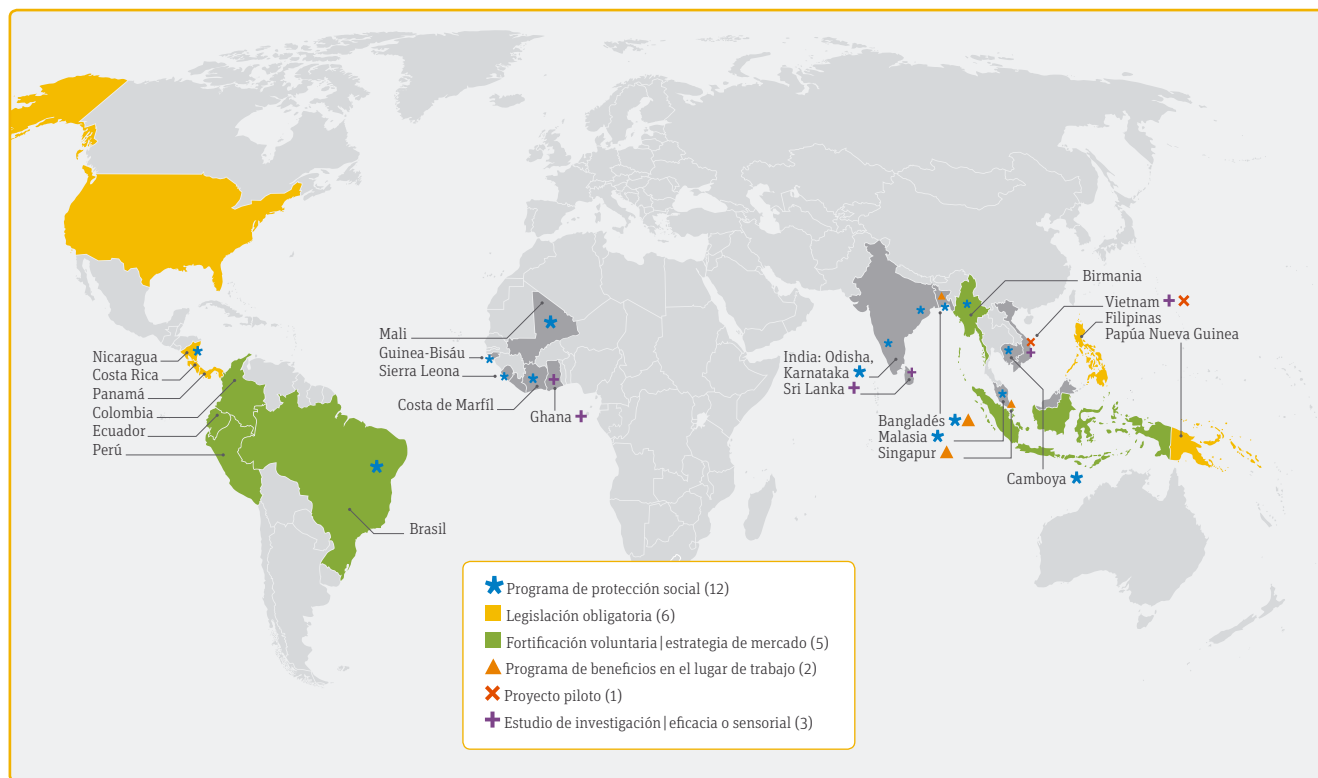 Nicaragua
Costa Rica
Panamá
Colombia
Ecuador
Perú
Brasil
Mali
Guinea-Bisáu
Sierra Leona
Costa de Marfíl
Ghana
India: Odisha,
Karnataka
Sri Lanka
Bangladés
Malasia
Singapur
Camboya
Birmania
Vietnam
Filipinas
Papúa Nueva Guinea
Programa de protección social (12)
Legislación obligatoria (6)
Fortificación voluntaria|estrategia de mercado (5)
Programa de beneficios en el lugar de trabajo (2)
Proyecto piloto (1)
Estudio de investigación|eficacia o sensorial (3)